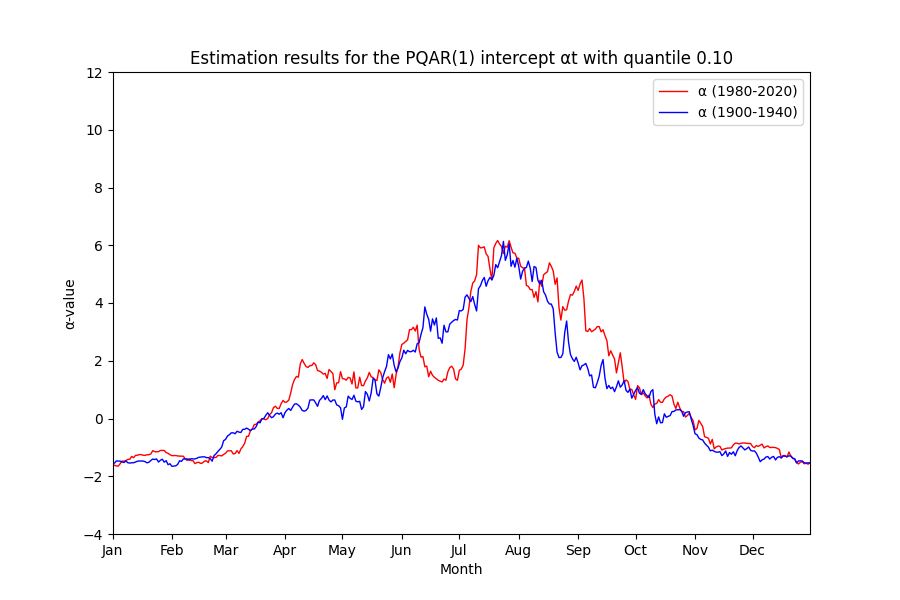 Estimation results for the PQAR(1) intercept αt with quantile 0.10
α (1980-2020)
α (1900-1940)
12
10
8
6
4
2
0
−2
−4
α-value
Jan Feb Mar Apr May Jun Jul Aug Sep Oct Nov Dec
Month